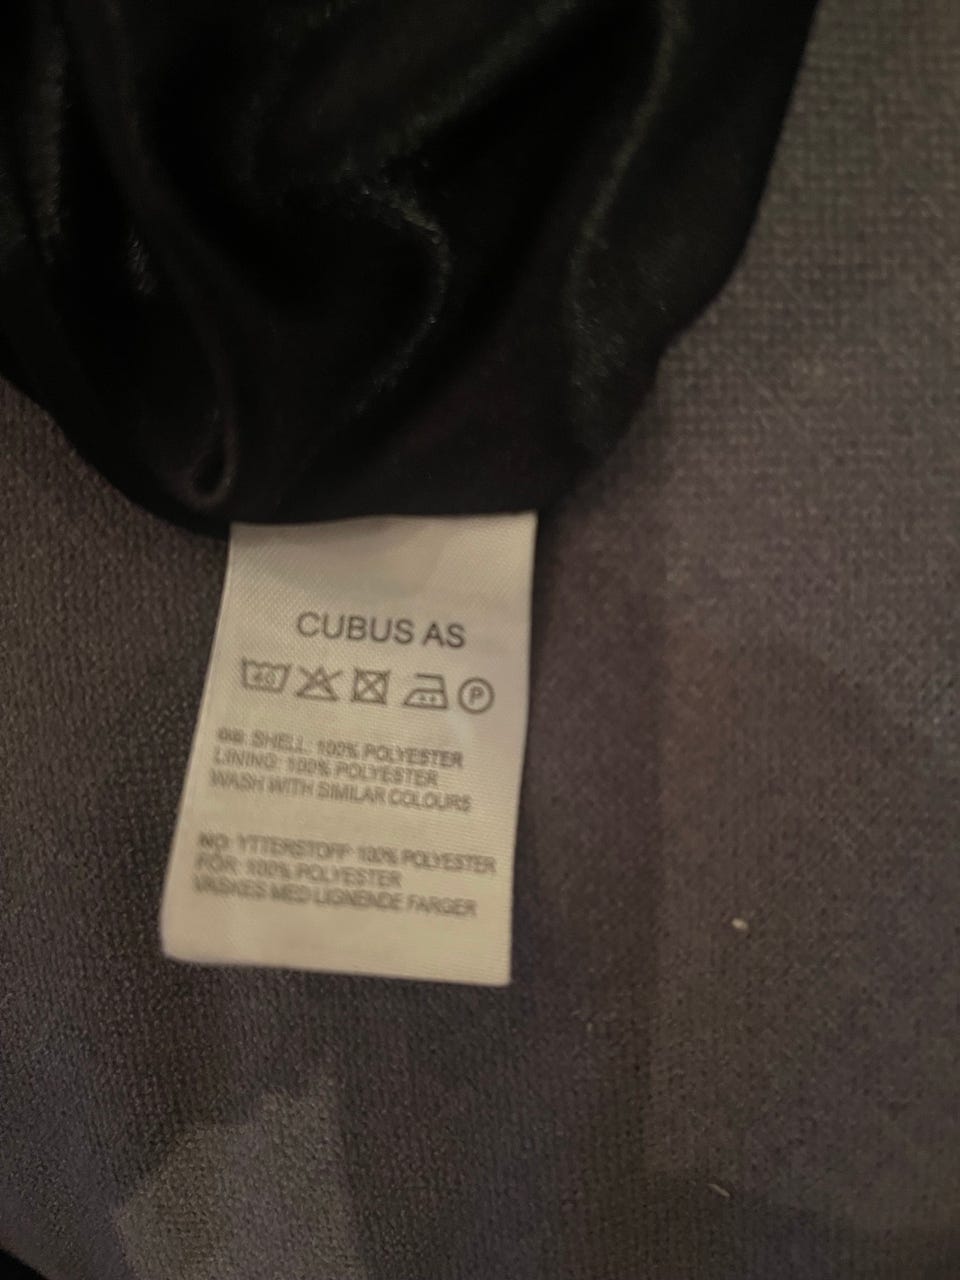 CUBUS AS
40 P
GB: SHELL: 100% POLYESTER
LINING: 100% POLYESTER
WASH WITH SIMILAR COLOURS
NO: YTTERSTOFF: 100% POLYESTER
FÔR: 100% POLYESTER
VASKES MED LIGNENDE FARGER